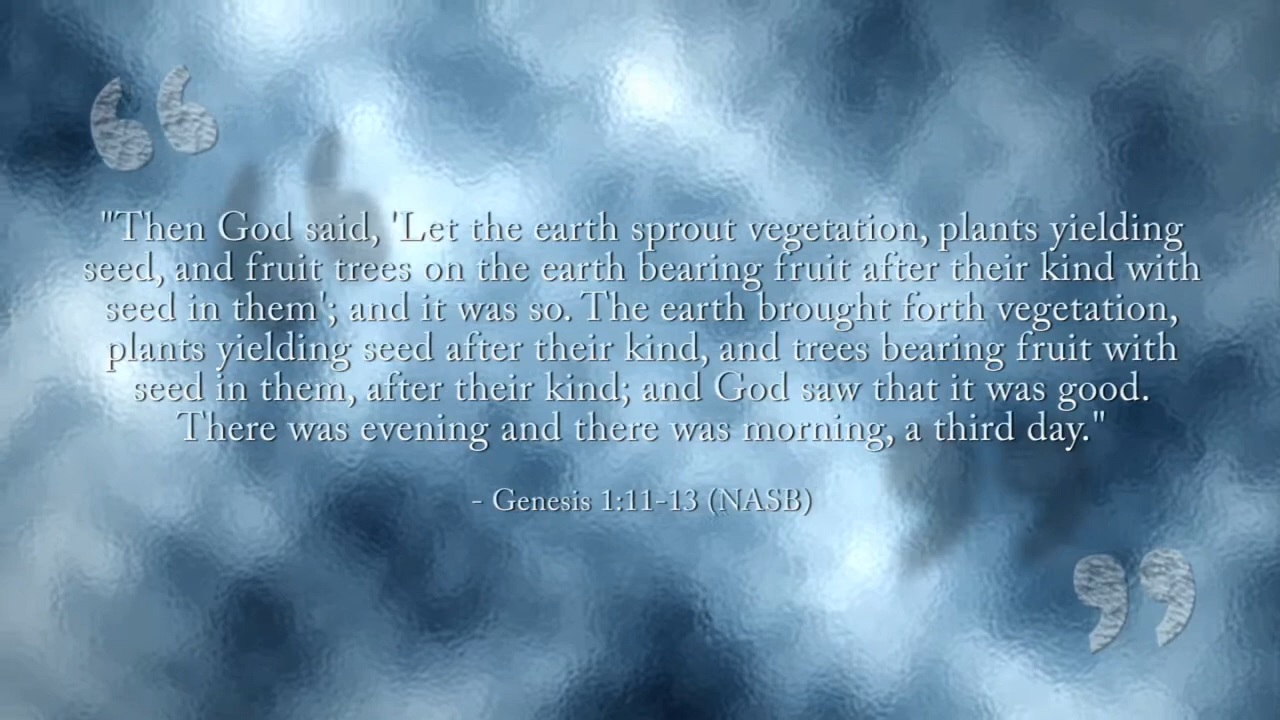 "Then God said, 'Let the earth sprout vegetation, plants yielding
seed, and fruit trees on the earth bearing fruit after their kind with
seed in them'; and it was so. The earth brought forth vegetation,
plants yielding seed after their kind, and trees bearing fruit with
seed in them, after their kind; and God saw that it was good.
There was evening and there was morning, a third day."
- Genesis 1:11-13 (NASB)